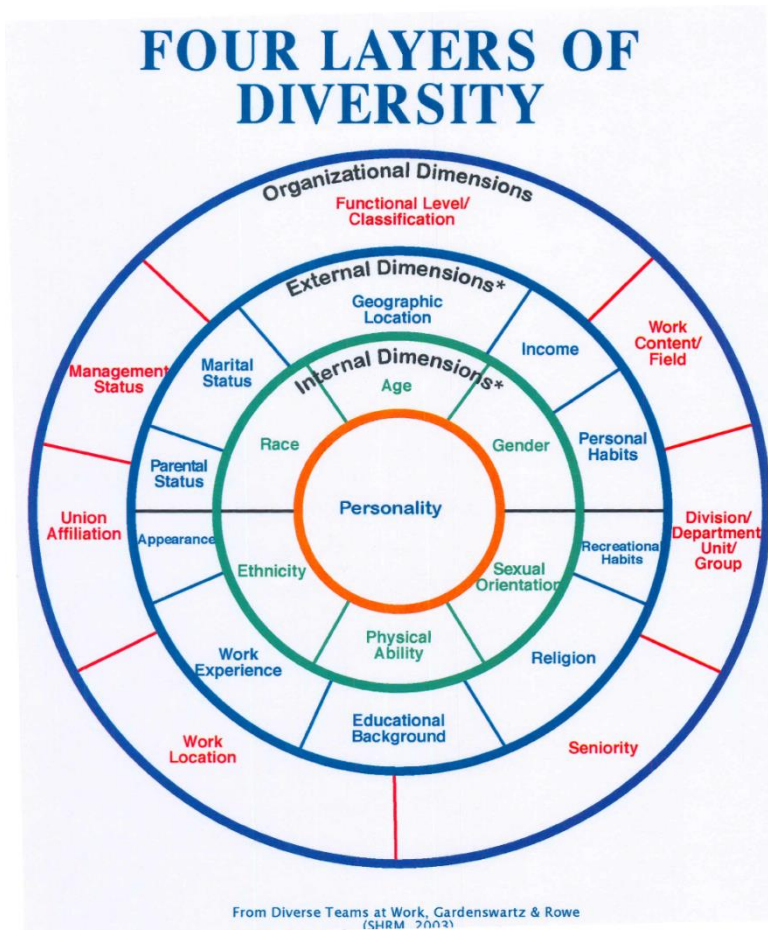 FOUR LAYERS OF
DIVERSITY
Organizational Dimensions
Functional Level/
Classification
External Dimensions*
Geographic
Location
Income
Work
Content/
Field
Marital
Status
Management
Status
Internal Dimensions*
Age
Race
Gender
Personal
Habits
Parental
Status
Personality
Union
Affiliation
Appearance
Division/
Department
Unit/
Group
Recreational
Habits
Ethnicity
Sexual
Orientation
Physical
Ability
Work
Experience
Religion
Educational
Background
Work
Location
Seniority
From Diverse Teams at Work, Gardenswartz & Rowe
(SHRM, 2003)